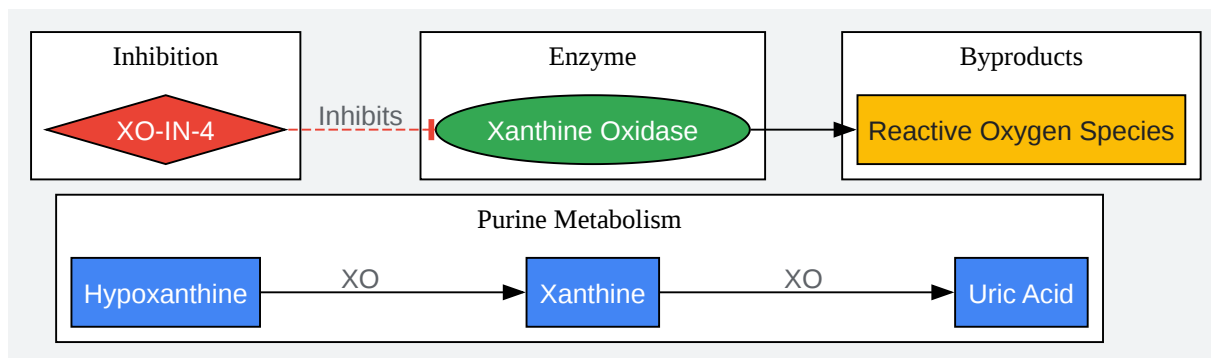 Inhibition
Enzyme
Byproducts
XO-IN-4
Inhibits
Xanthine Oxidase
Reactive Oxygen Species
Purine Metabolism
Hypoxanthine
XO
Xanthine
XO
Uric Acid